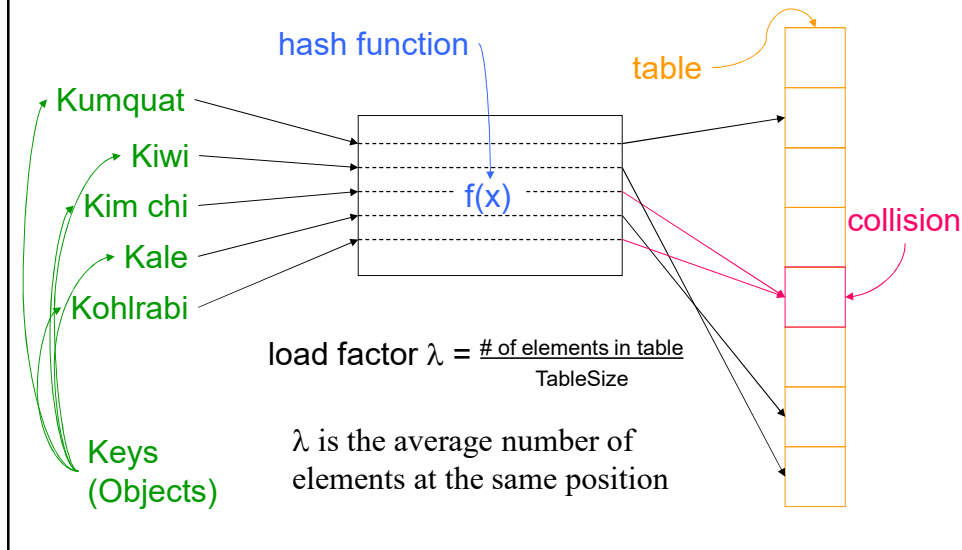 hash function
table
Kumquat
Kiwi
Kim chi
f(x)
Kale
collision
Kohlrabi
load factor λ = # of elements in table
TableSize
λ is the average number of
elements at the same position
Keys
(Objects)